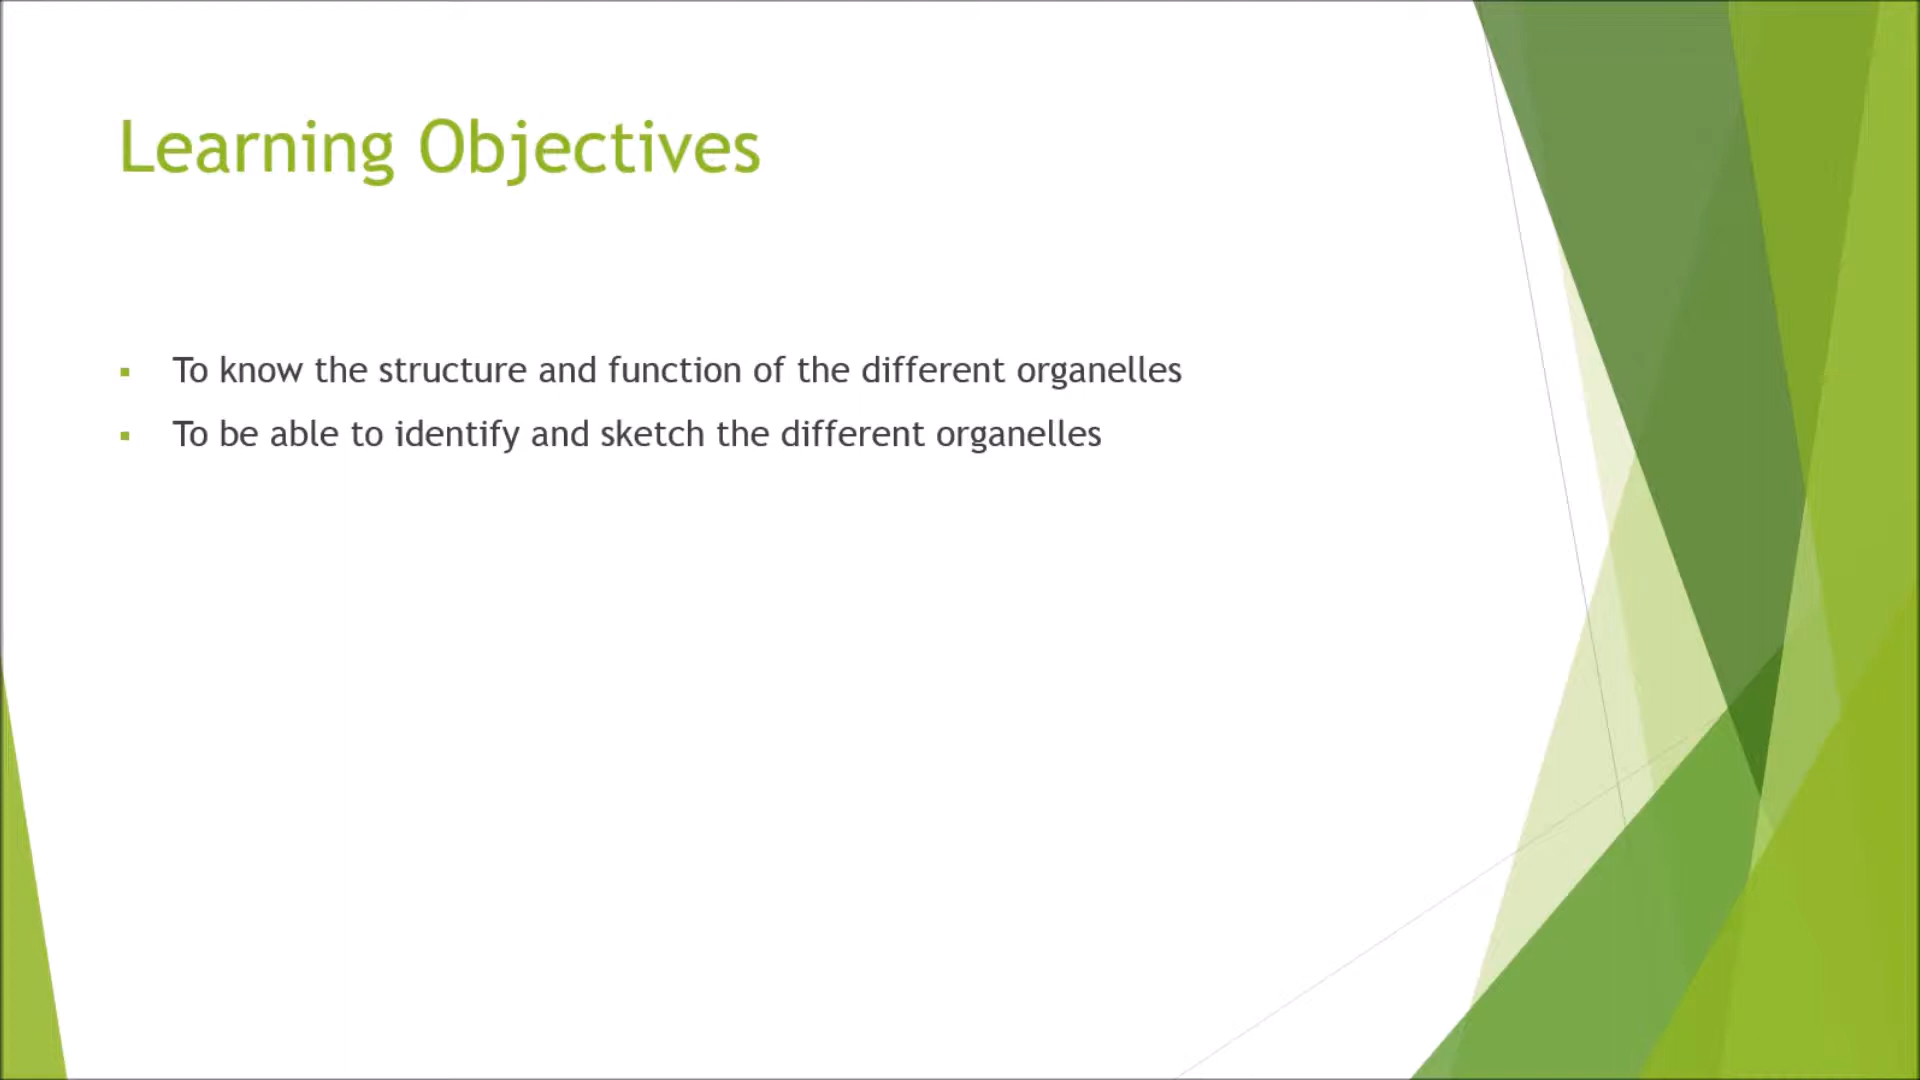 Learning Objectives
▪ To know the structure and function of the different organelles
▪ To be able to identify and sketch the different organelles